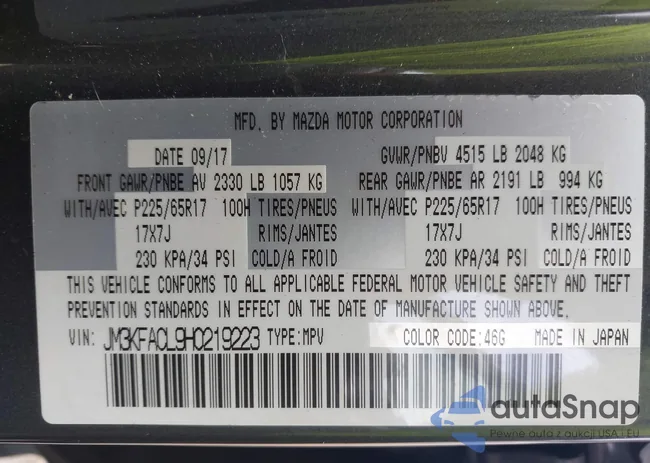 MFD. BY MAZDA MOTOR CORPORATION
DATE 09/17 GVWR/PNBV 4515 LB 2048 KG
FRONT GAWR/PNBE AV 2330 LB 1057 KG REAR GAWR/PNBE AR 2191 LB 994 KG
WITH/AVEC P225/65R17 100H TIRES/PNEUS WITH/AVEC P225/65R17 100H TIRES/PNEUS
17X7J RIMS/JANTES 17X7J RIMS/JANTES
230 KPA/34 PSI COLD/A FROID 230 KPA/34 PSI COLD/A FROID
THIS VEHICLE CONFORMS TO ALL APPLICABLE FEDERAL MOTOR VEHICLE SAFETY AND THEFT
PREVENTION STANDARDS IN EFFECT ON THE DATE OF MANUFACTURE SHOWN ABOVE.
VIN: JM3KFACL9H0219223 TYPE:MPV COLOR CODE:46G MADE IN JAPAN
autoSnap
Pewne auta z aukcji USA i EU